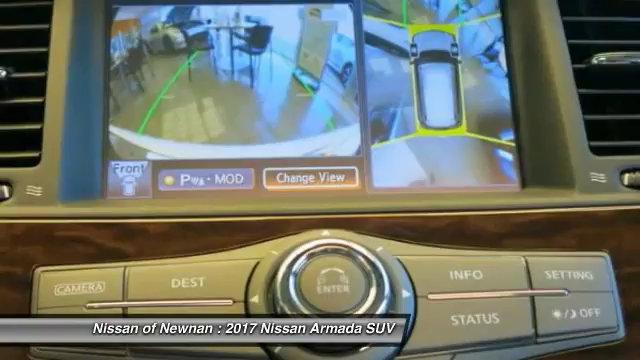 Front
P · MOD
Change View
CAMERA
DEST
ENTER
INFO
SETTING
STATUS
OFF
Nissan of Newnan : 2017 Nissan Armada SUV